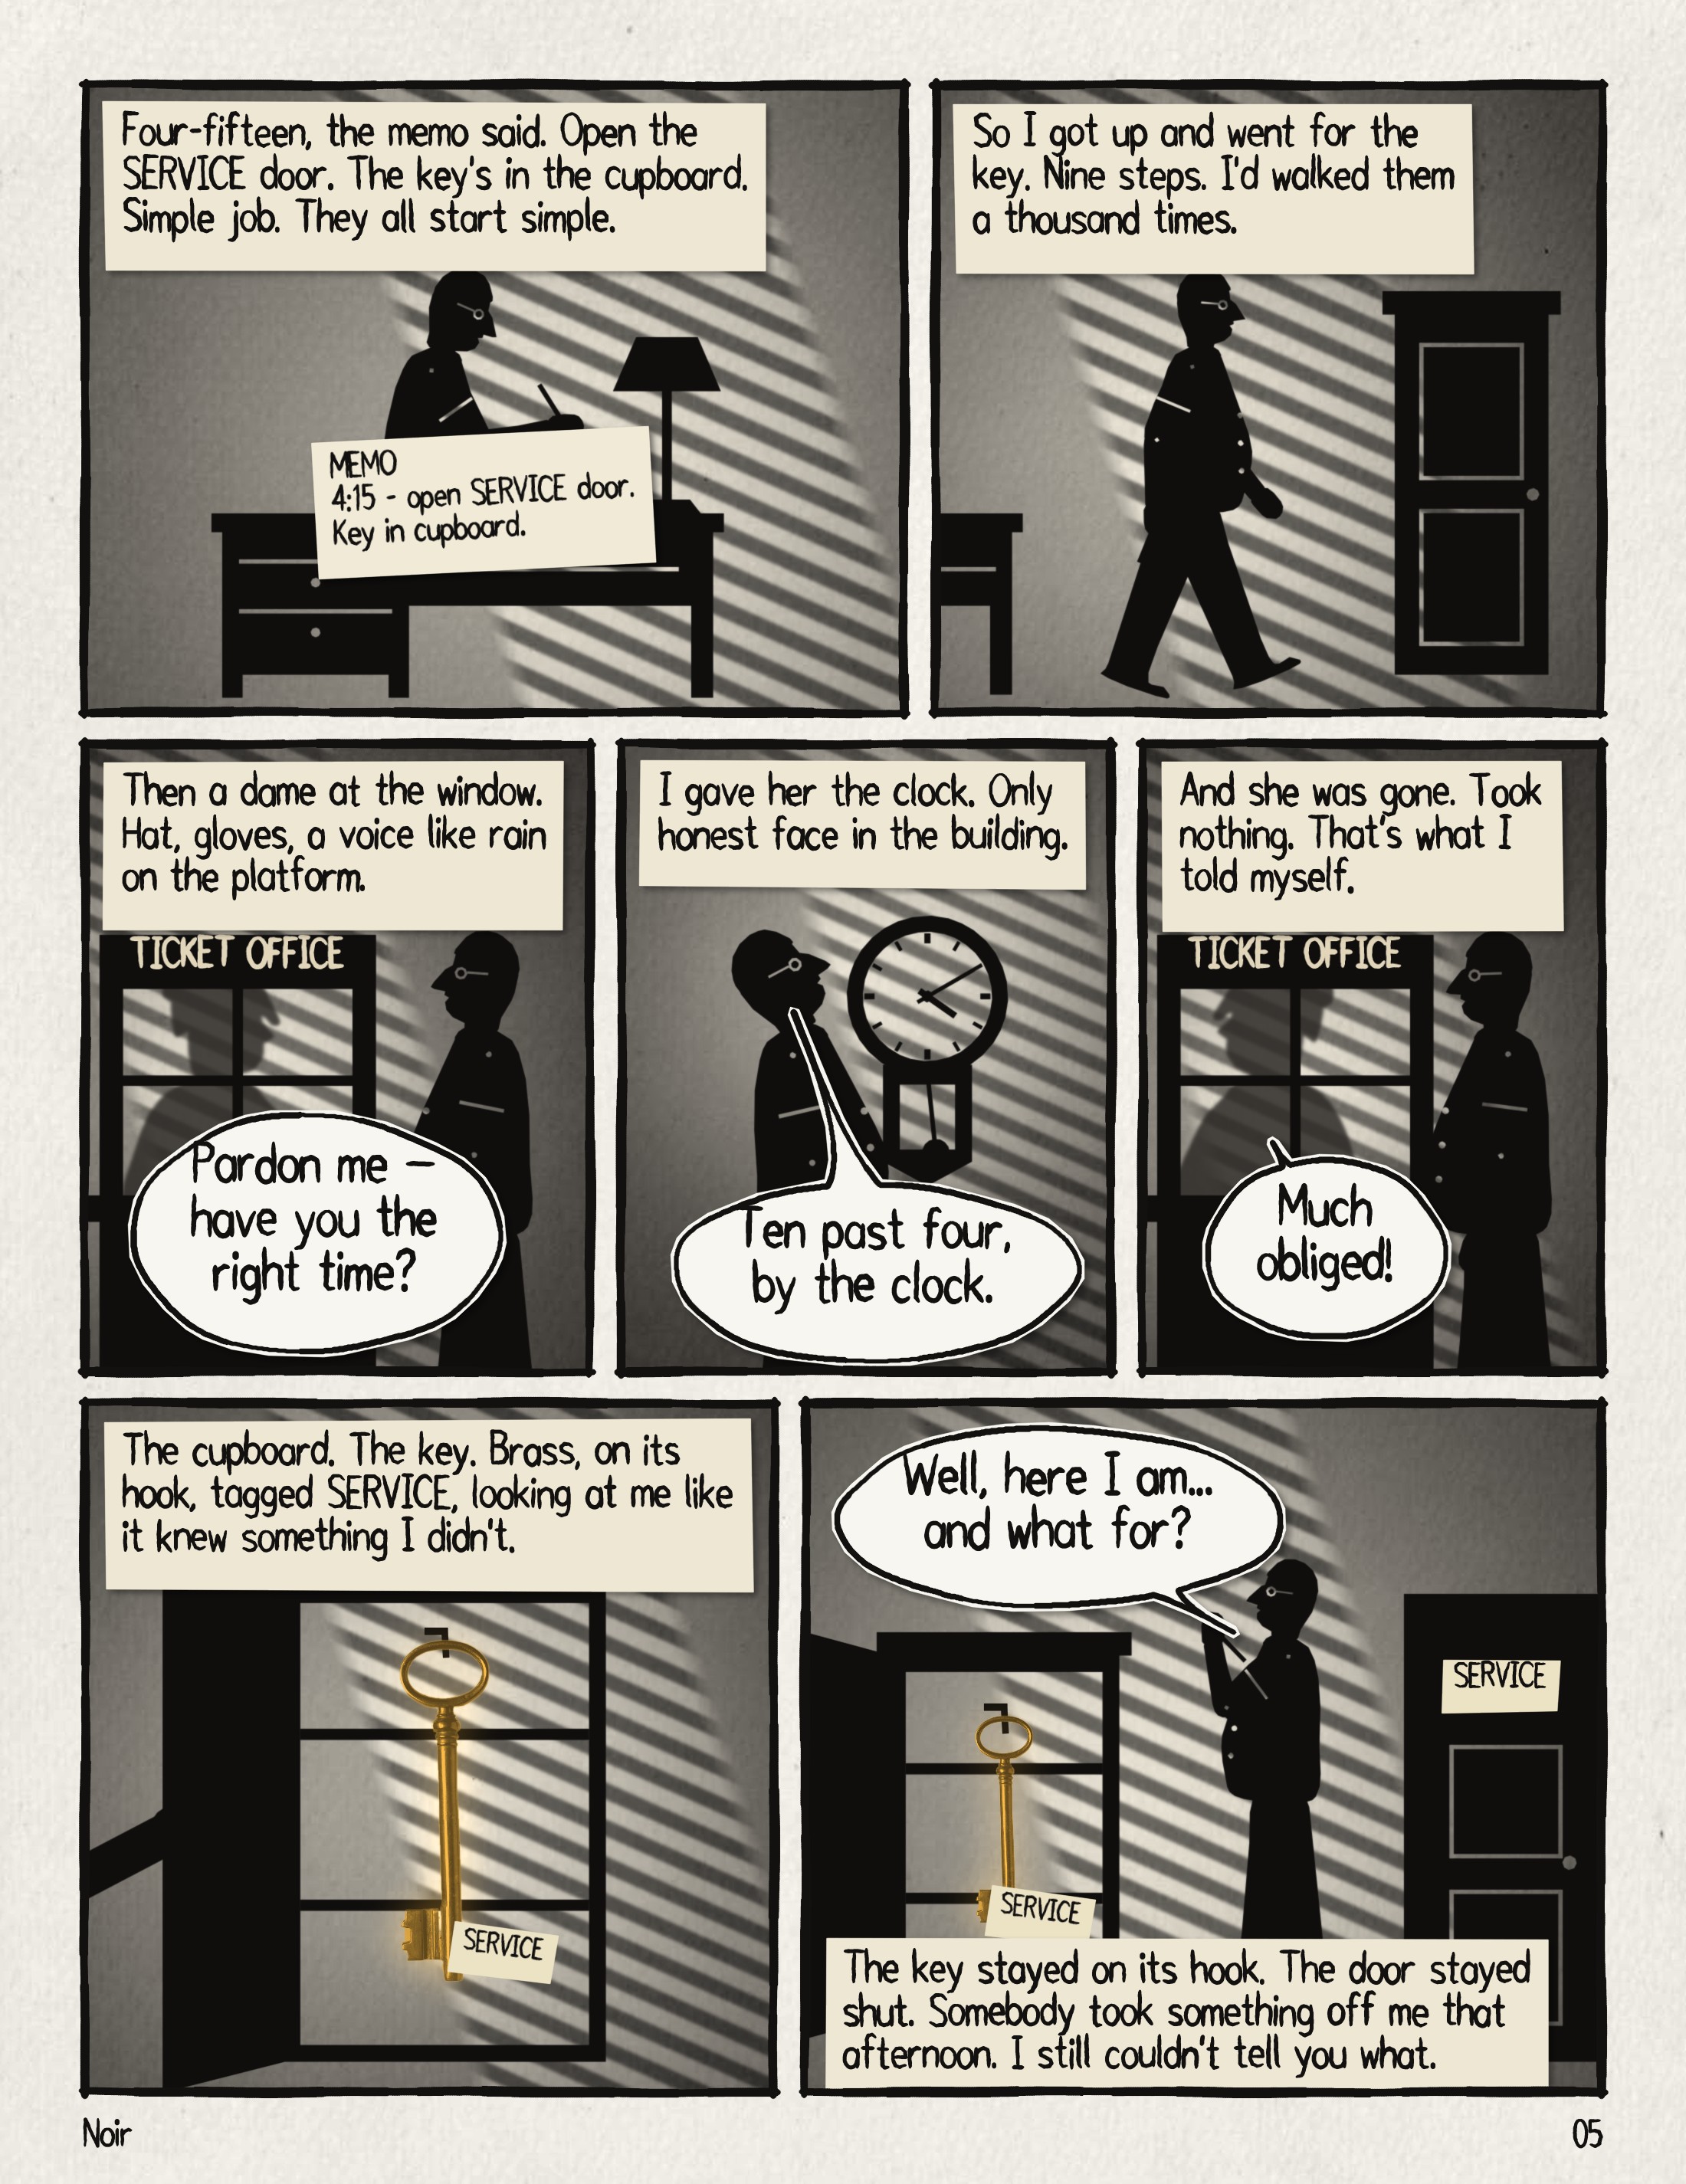 Four-fifteen, the memo said. Open the
SERVICE door. The key's in the cupboard.
Simple job. They all start simple.
MEMO
4:15 - open SERVICE door.
Key in cupboard.
So I got up and went for the
key. Nine steps. I'd walked them
a thousand times.
Then a dame at the window.
Hat, gloves, a voice like rain
on the platform.
TICKET OFFICE
Pardon me —
have you the
right time?
I gave her the clock. Only
honest face in the building.
Ten past four,
by the clock.
And she was gone. Took
nothing. That's what I
told myself.
TICKET OFFICE
Much
obliged!
The cupboard. The key. Brass, on its
hook, tagged SERVICE, looking at me like
it knew something I didn't.
SERVICE
Well, here I am...
and what for?
SERVICE
SERVICE
The key stayed on its hook. The door stayed
shut. Somebody took something off me that
afternoon. I still couldn't tell you what.
Noir
05